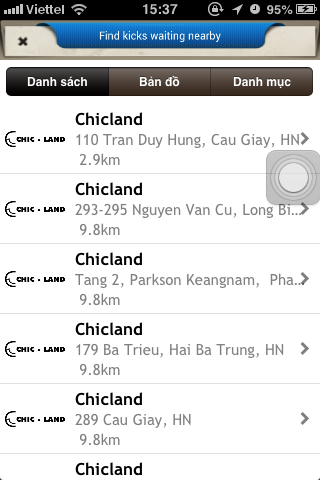 Viettel 15:37 95%
Find kicks waiting nearby
Danh sách Bản đồ Danh mục
Chicland
CHIC - LAND 110 Tran Duy Hung, Cau Giay, HN
2.9km
Chicland
CHIC - LAND 293-295 Nguyen Van Cu, Long Bi...
9.8km
Chicland
CHIC - LAND Tang 2, Parkson Keangnam, Pha...
9.8km
Chicland
CHIC - LAND 179 Ba Trieu, Hai Ba Trung, HN
9.8km
Chicland
CHIC - LAND 289 Cau Giay, HN
9.8km
Chicland